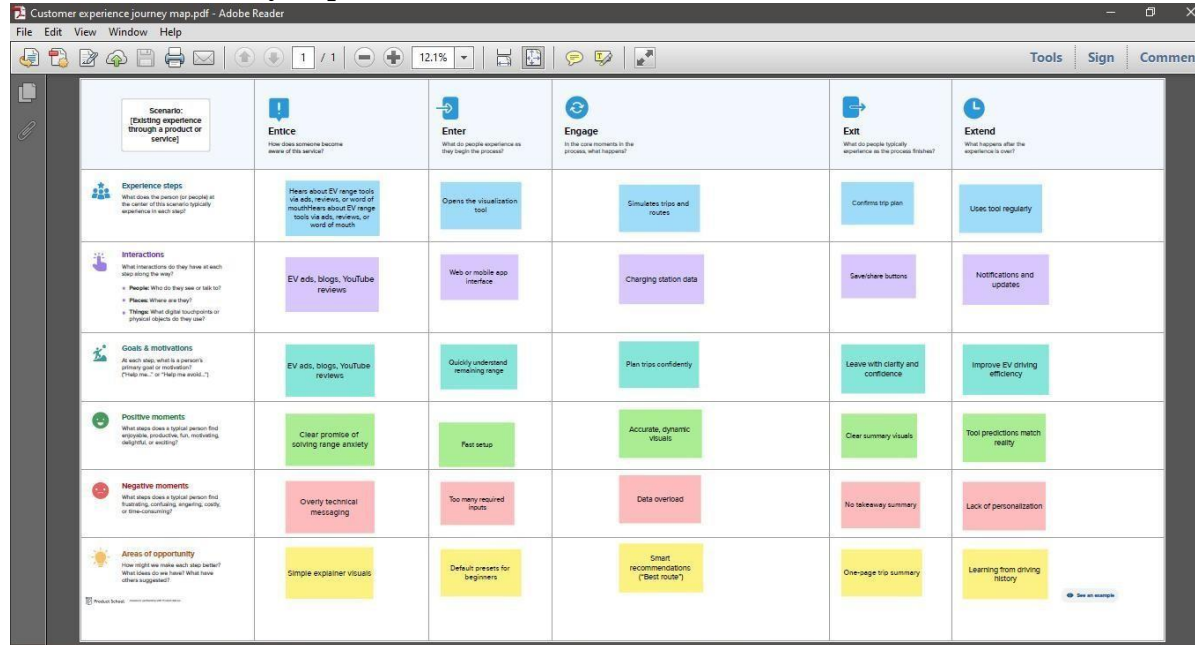 Customer experience journey map.pdf - Adobe Reader
File Edit View Window Help
1 / 1
12.1%
Tools
Sign
Commen
Scenario:
[Existing experience
through a product or
service]
Entice
How does someone become
aware of this service?
Enter
What do people experience as
they begin the process?
Engage
In the core moments in the
process, what happens?
Exit
What do people typically
experience as the process finishes?
Extend
What happens after the
experience is over?
Experience steps
What does the person (or people) at
the center of this scenario typically
experience in each step?
Hears about EV range tools
via ads, reviews, or word of
mouthHears about EV range
tools via ads, reviews, or
word of mouth
Opens the visualization
tool
Simulates trips and
routes
Confirms trip plan
Uses tool regularly
Interactions
What interactions do they have at each
step along the way?
People: Who do they see or talk to?
Places: Where are they?
Things: What digital touchpoints or
physical objects do they use?
EV ads, blogs, YouTube
reviews
Web or mobile app
interface
Charging station data
Save/share buttons
Notifications and
updates
Goals & motivations
At each step, what is a person's
primary goal or motivation?
("Help me..." or "Help me avoid...")
EV ads, blogs, YouTube
reviews
Quickly understand
remaining range
Plan trips confidently
Leave with clarity and
confidence
Improve EV driving
efficiency
Positive moments
What steps does a typical person find
enjoyable, productive, fun, motivating,
delightful, or exciting?
Clear promise of
solving range anxiety
Fast setup
Accurate, dynamic
visuals
Clear summary visuals
Tool predictions match
reality
Negative moments
What steps does a typical person find
frustrating, confusing, angering, costly,
or time-consuming?
Overly technical
messaging
Too many required
inputs
Data overload
No takeaway summary
Lack of personalization
Areas of opportunity
How might we make each step better?
What ideas do we have? What have
others suggested?
Simple explainer visuals
Default presets for
beginners
Smart
recommendations
("Best route")
One-page trip summary
Learning from driving
history
Product School
See an example